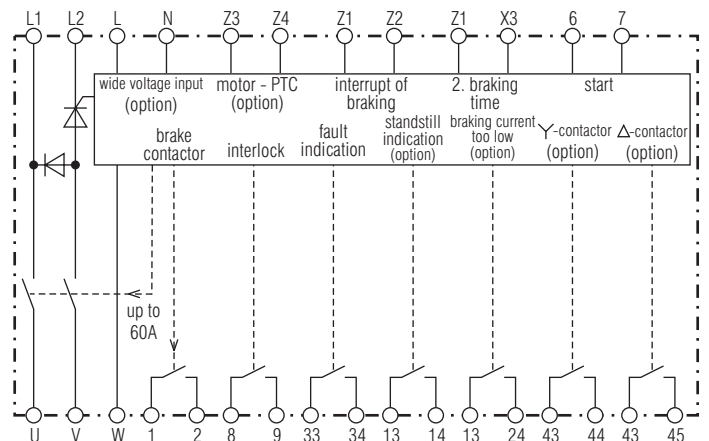 L1 L2 L N Z3 Z4 Z1 Z2 Z1 X3 6 7
wide voltage input
(option)
motor - PTC
(option)
interrupt of
braking
2. braking
time
start
brake
contactor
interlock
fault
indication
standstill
indication
(option)
braking current
too low
(option)
Y-contactor
(option)
Δ-contactor
(option)
up to
60A
U V W 1 2 8 9 33 34 13 14 13 24 43 44 43 45